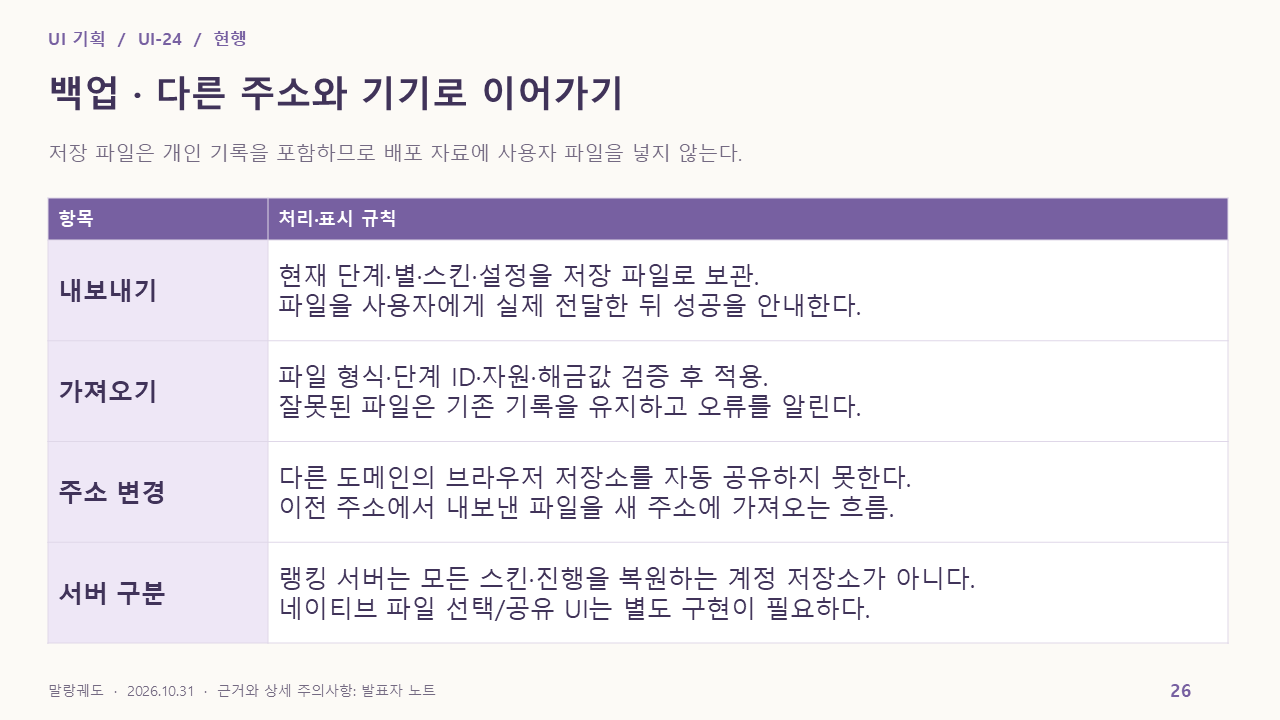 UI 기획 / UI-24 / 현행
백업 · 다른 주소와 기기로 이어가기
저장 파일은 개인 기록을 포함하므로 배포 자료에 사용자 파일을 넣지 않는다.
항목
처리·표시 규칙
내보내기
현재 단계·별·스킨·설정을 저장 파일로 보관.
파일을 사용자에게 실제 전달한 뒤 성공을 안내한다.
가져오기
파일 형식·단계 ID·자원·해금값 검증 후 적용.
잘못된 파일은 기존 기록을 유지하고 오류를 알린다.
주소 변경
다른 도메인의 브라우저 저장소를 자동 공유하지 못한다.
이전 주소에서 내보낸 파일을 새 주소에 가져오는 흐름.
서버 구분
랭킹 서버는 모든 스킨·진행을 복원하는 계정 저장소가 아니다.
네이티브 파일 선택/공유 UI는 별도 구현이 필요하다.
말랑궤도 · 2026.10.31 · 근거와 상세 주의사항: 발표자 노트
26